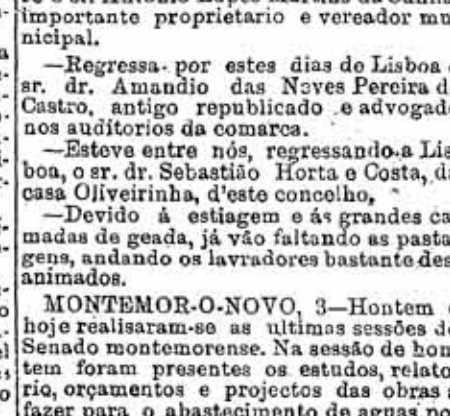 importante proprietario e vereador mu
nicipal.
—Regressa por estes dias de Lisboa
sr. dr. Amandio das Neves Pereira d
Castro, antigo republicado e advogado
nos auditorios da comarca.
—Esteve entre nós, regressando a Lis
boa, o sr. dr. Sebastião Horta e Costa, da
casa Oliveirinha, d'este concelho,
—Devido á estiagem e ás grandes ca
madas de geada, já vão faltando as pasta
gens, andando os lavradores bastante des
animados.
MONTEMOR-O-NOVO, 3—Hontem e
hoje realisaram-se as ultimas sessões do
Senado montemorense. Na sessão de hon
tem foram presentes os estudos, relato
rio, orçamentos e projectos das obras a
fazer para o abastecimento de aguas po